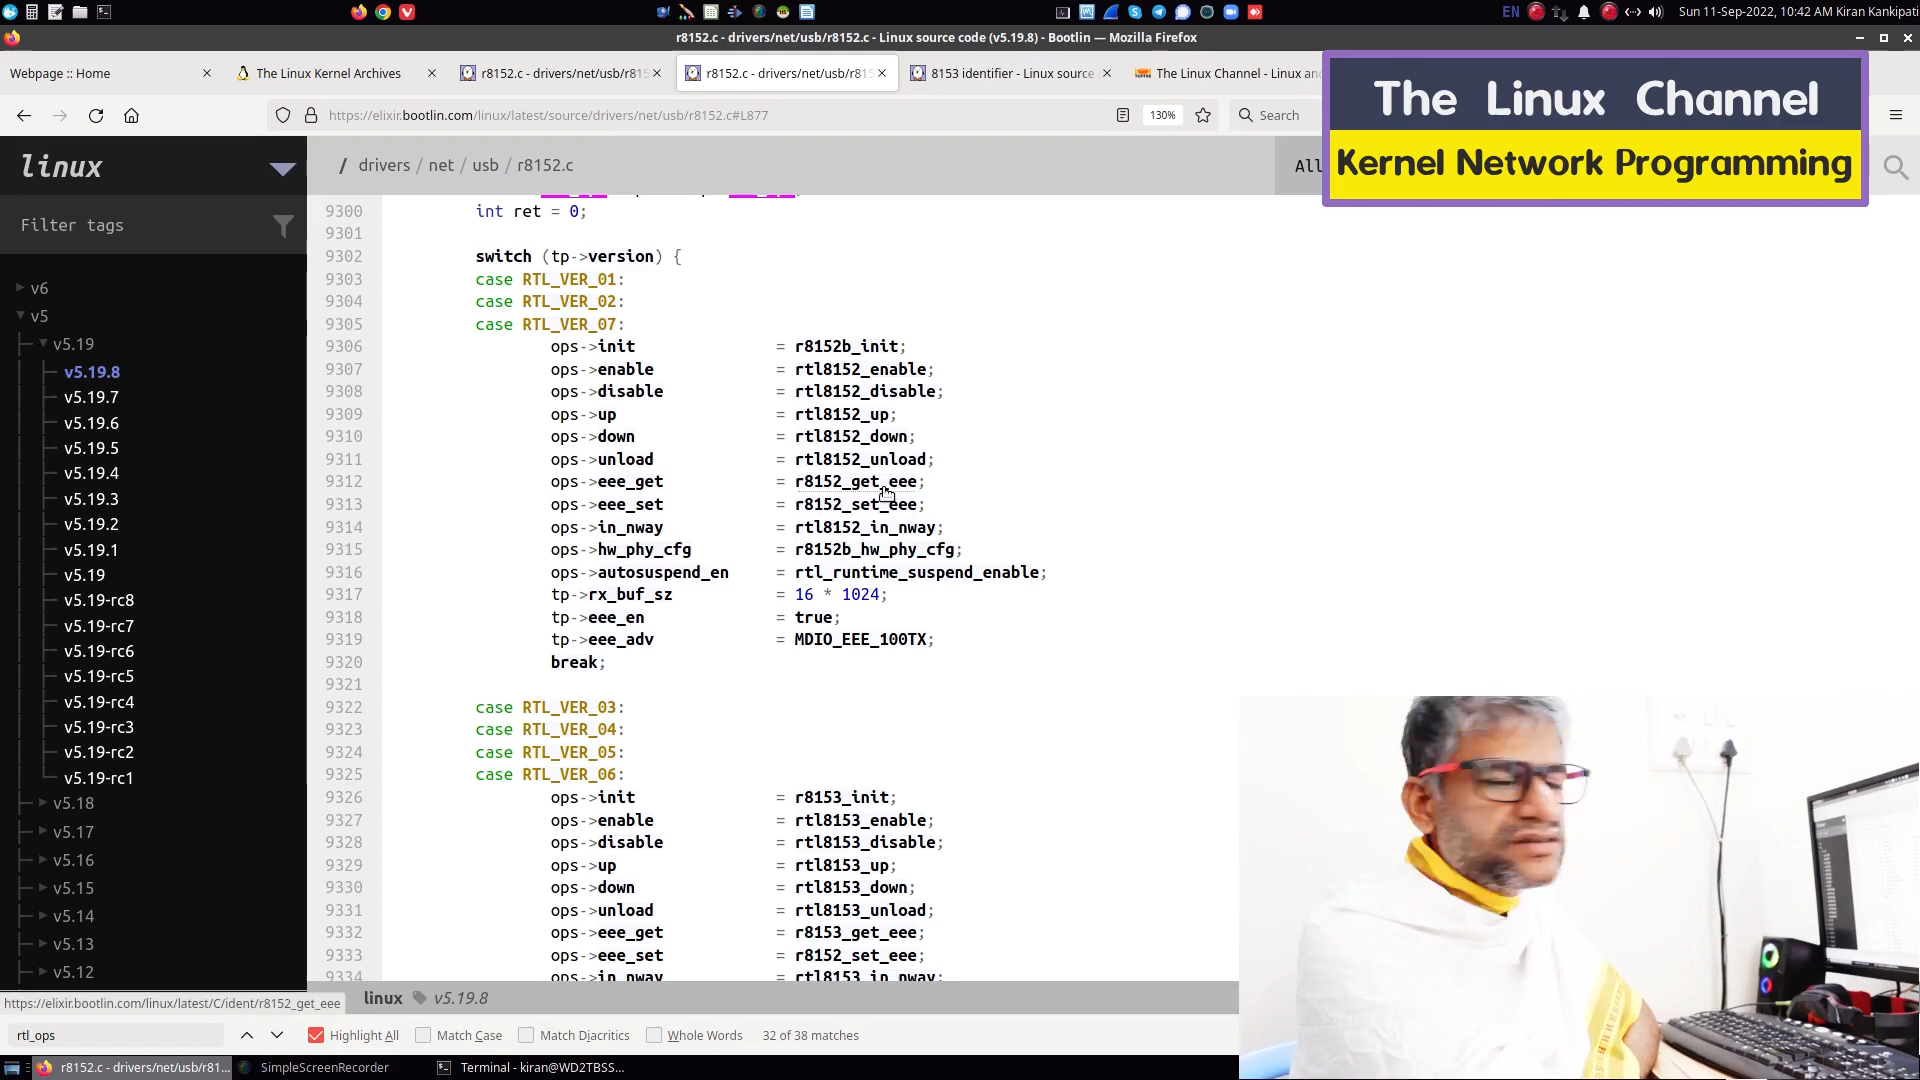 EN
Sun 11-Sep-2022, 10:42 AM Kiran Kankipati
r8152.c - drivers/net/usb/r8152.c - Linux source code (v5.19.8) - Bootlin — Mozilla Firefox
Webpage :: Home
The Linux Kernel Archives
r8152.c - drivers/net/usb/r815
r8152.c - drivers/net/usb/r815
8153 identifier - Linux source
The Linux Channel - Linux an
https://elixir.bootlin.com/linux/latest/source/drivers/net/usb/r8152.c#L877
130%
Search
The Linux Channel
Kernel Network Programming
linux
/ drivers / net / usb / r8152.c
All
Filter tags
v6
v5
v5.19
v5.19.8
v5.19.7
v5.19.6
v5.19.5
v5.19.4
v5.19.3
v5.19.2
v5.19.1
v5.19
v5.19-rc8
v5.19-rc7
v5.19-rc6
v5.19-rc5
v5.19-rc4
v5.19-rc3
v5.19-rc2
v5.19-rc1
v5.18
v5.17
v5.16
v5.15
v5.14
v5.13
v5.12
9300 int ret = 0;
9301
9302 switch (tp->version) {
9303 case RTL_VER_01:
9304 case RTL_VER_02:
9305 case RTL_VER_07:
9306 ops->init = r8152b_init;
9307 ops->enable = rtl8152_enable;
9308 ops->disable = rtl8152_disable;
9309 ops->up = rtl8152_up;
9310 ops->down = rtl8152_down;
9311 ops->unload = rtl8152_unload;
9312 ops->eee_get = r8152_get_eee;
9313 ops->eee_set = r8152_set_eee;
9314 ops->in_nway = rtl8152_in_nway;
9315 ops->hw_phy_cfg = r8152b_hw_phy_cfg;
9316 ops->autosuspend_en = rtl_runtime_suspend_enable;
9317 tp->rx_buf_sz = 16 * 1024;
9318 tp->eee_en = true;
9319 tp->eee_adv = MDIO_EEE_100TX;
9320 break;
9321
9322 case RTL_VER_03:
9323 case RTL_VER_04:
9324 case RTL_VER_05:
9325 case RTL_VER_06:
9326 ops->init = r8153_init;
9327 ops->enable = rtl8153_enable;
9328 ops->disable = rtl8153_disable;
9329 ops->up = rtl8153_up;
9330 ops->down = rtl8153_down;
9331 ops->unload = rtl8153_unload;
9332 ops->eee_get = r8153_get_eee;
9333 ops->eee_set = r8152_set_eee;
9334 ops->in_nway = rtl8153_in_nway;
https://elixir.bootlin.com/linux/latest/C/ident/r8152_get_eee
linux v5.19.8
rtl_ops
Highlight All
Match Case
Match Diacritics
Whole Words
32 of 38 matches
r8152.c - drivers/net/usb/r81...
SimpleScreenRecorder
Terminal - kiran@WD2TBSS...